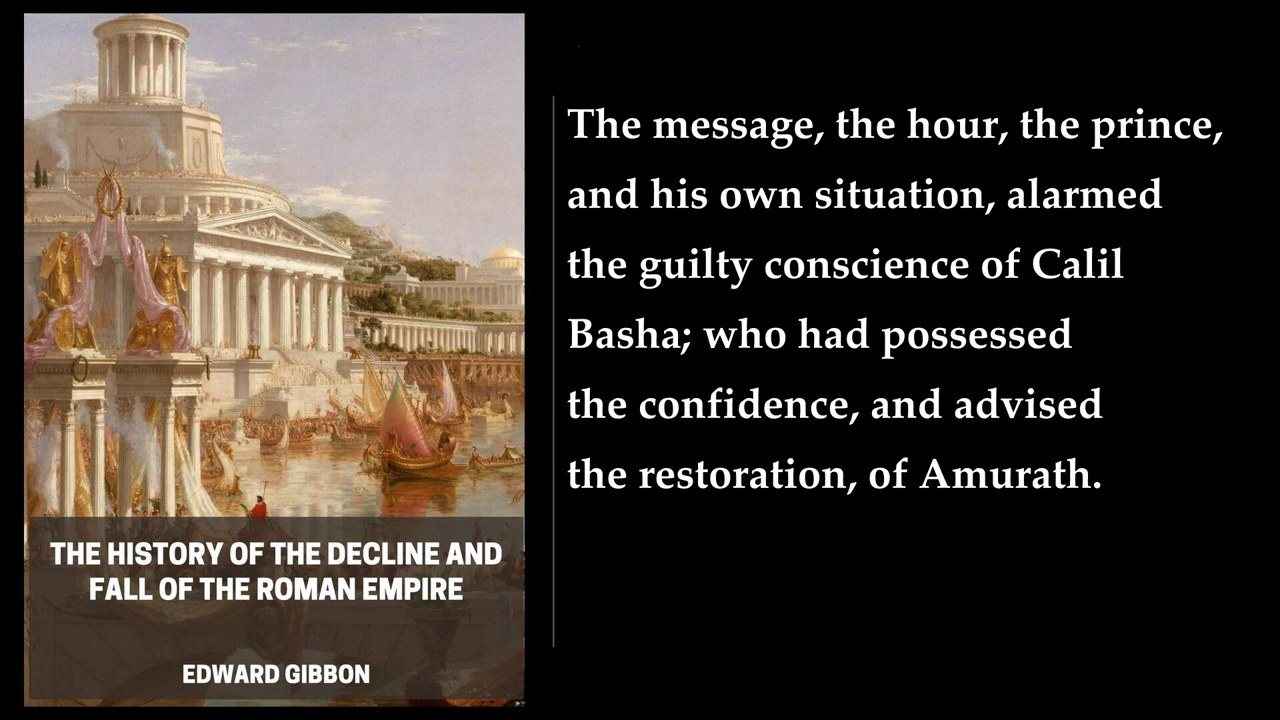 THE HISTORY OF THE DECLINE AND
FALL OF THE ROMAN EMPIRE
EDWARD GIBBON
The message, the hour, the prince,
and his own situation, alarmed
the guilty conscience of Calil
Basha; who had possessed
the confidence, and advised
the restoration, of Amurath.